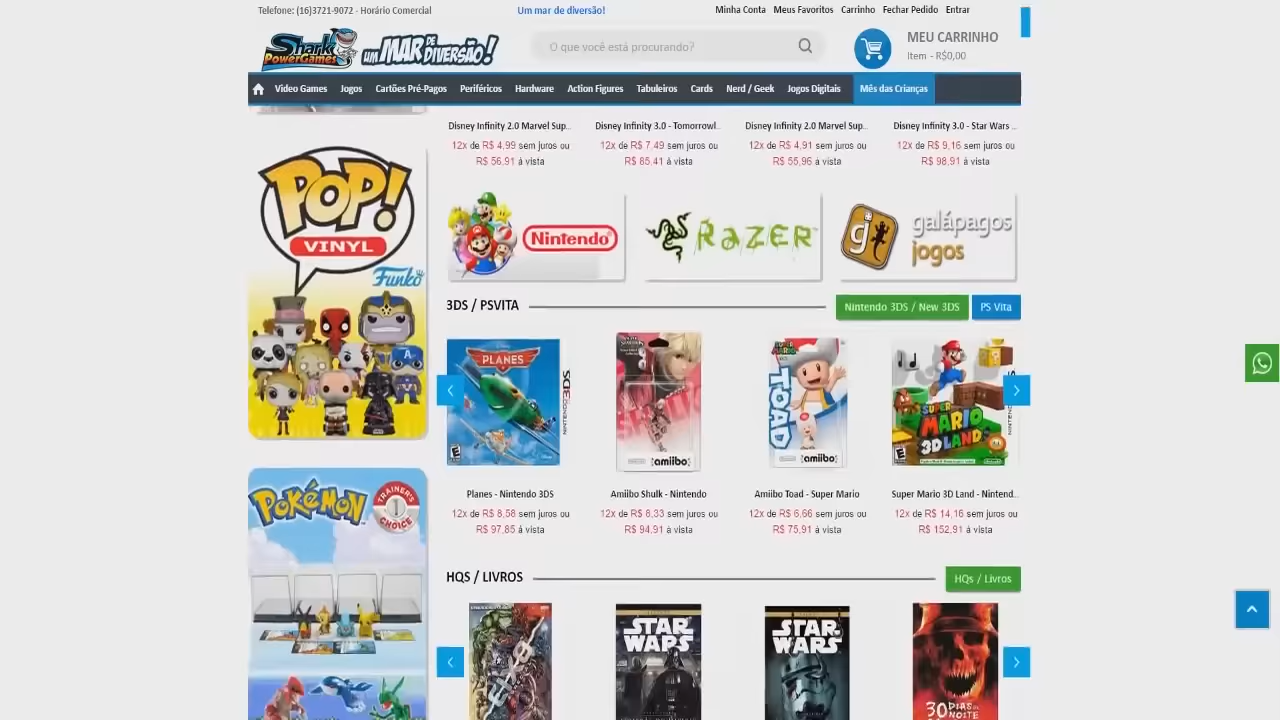 Telefone: (16)3721-9072 - Horário Comercial
Um mar de diversão!
Minha Conta Meus Favoritos Carrinho Fechar Pedido Entrar
Shark PowerGames
UM MAR DE DIVERSÃO!
O que você está procurando?
MEU CARRINHO
Item - R$0,00
Video Games Jogos Cartões Pré-Pagos Periféricos Hardware Action Figures Tabuleiros Cards Nerd / Geek Jogos Digitais Mês das Crianças
Disney Infinity 2.0 Marvel Sup... Disney Infinity 3.0 - Tomorrowl... Disney Infinity 2.0 Marvel Sup... Disney Infinity 3.0 - Star Wars ...
12x de R$ 4,99 sem juros ou 12x de R$ 7,49 sem juros ou 12x de R$ 4,91 sem juros ou 12x de R$ 9,16 sem juros ou
R$ 56,91 à vista R$ 85,41 à vista R$ 55,96 à vista R$ 98,91 à vista
POP!
VINYL
Funko
Nintendo
RAZER
galápagos
jogos
3DS / PSVITA
Nintendo 3DS / New 3DS
PS Vita
PLANES
NINTENDO 3DS
amiibo
SUPER MARIO
TOAD
amiibo
SUPER
MARIO
3D LAND
Planes - Nintendo 3DS Amiibo Shulk - Nintendo Amiibo Toad - Super Mario Super Mario 3D Land - Nintend...
12x de R$ 8,58 sem juros ou 12x de R$ 8,33 sem juros ou 12x de R$ 6,66 sem juros ou 12x de R$ 14,16 sem juros ou
R$ 97,85 à vista R$ 94,91 à vista R$ 75,91 à vista R$ 152,91 à vista
POKÉMON
TRAINER'S
1
CHOICE
HQS / LIVROS
HQs / Livros
STAR
WARS
STAR
WARS
30 DIAS DE
NOITE